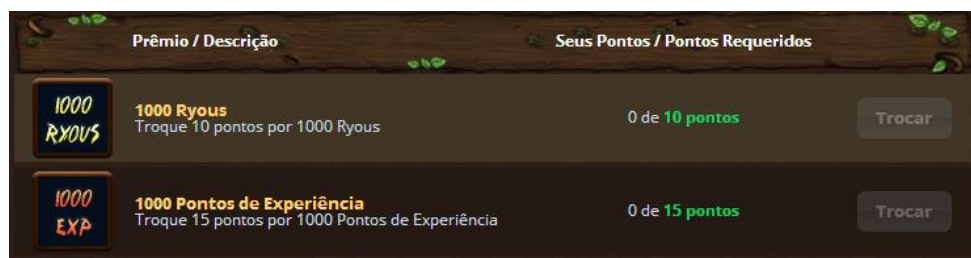 Prêmio / Descrição
Seus Pontos / Pontos Requeridos
1000
RYOUS
1000 Ryous
Troque 10 pontos por 1000 Ryous
0 de 10 pontos
Trocar
1000
EXP
1000 Pontos de Experiência
Troque 15 pontos por 1000 Pontos de Experiência
0 de 15 pontos
Trocar